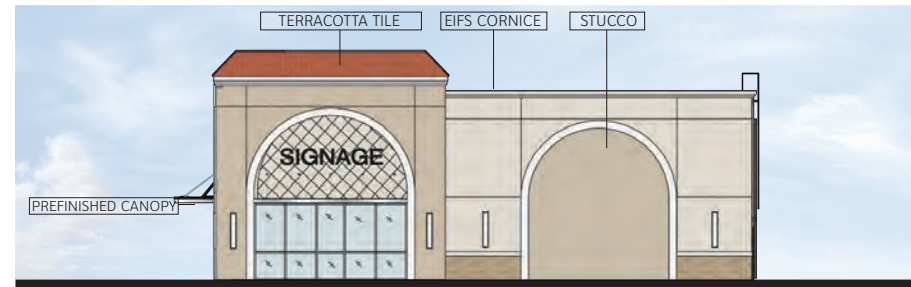 TERRACOTTA TILE
EIFS CORNICE
STUCCO
SIGNAGE
PREFINISHED CANOPY